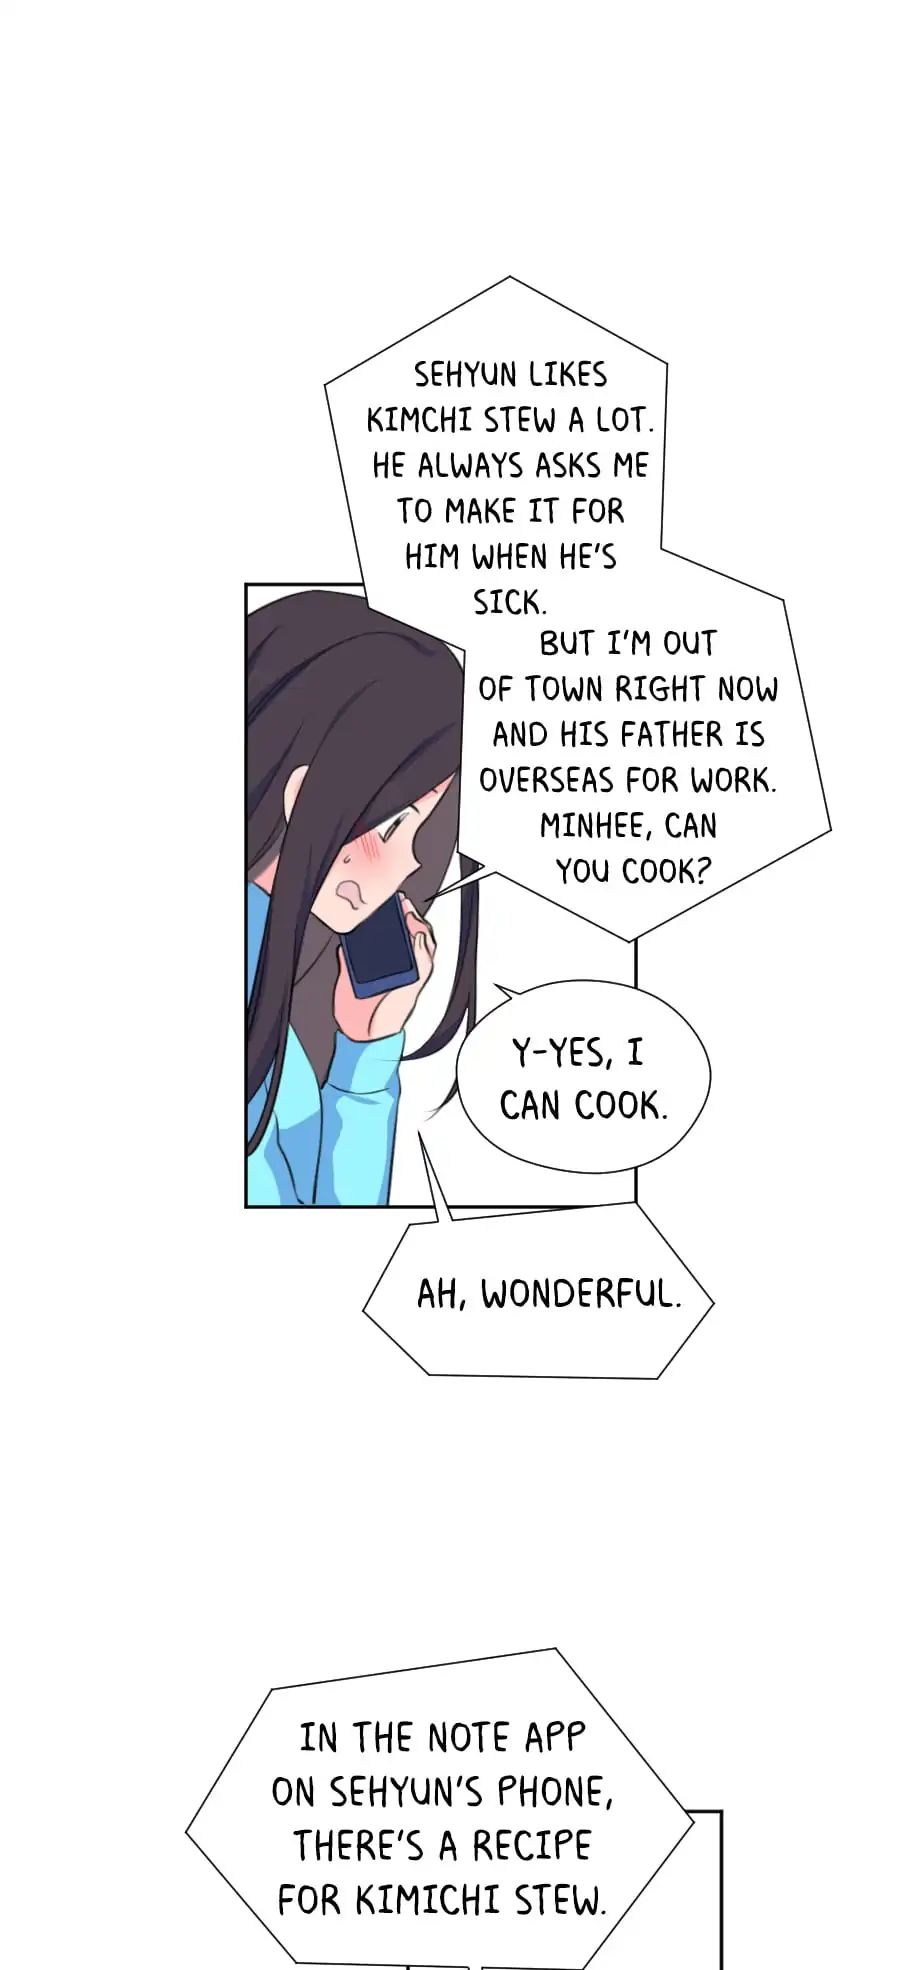 SEHYUN LIKES
KIMCHI STEW A LOT.
HE ALWAYS ASKS ME
TO MAKE IT FOR
HIM WHEN HE'S
SICK.
BUT I'M OUT
OF TOWN RIGHT NOW
AND HIS FATHER IS
OVERSEAS FOR WORK.
MINHEE, CAN
YOU COOK?
Y-YES, I
CAN COOK.
AH, WONDERFUL.
IN THE NOTE APP
ON SEHYUN'S PHONE,
THERE'S A RECIPE
FOR KIMICHI STEW.